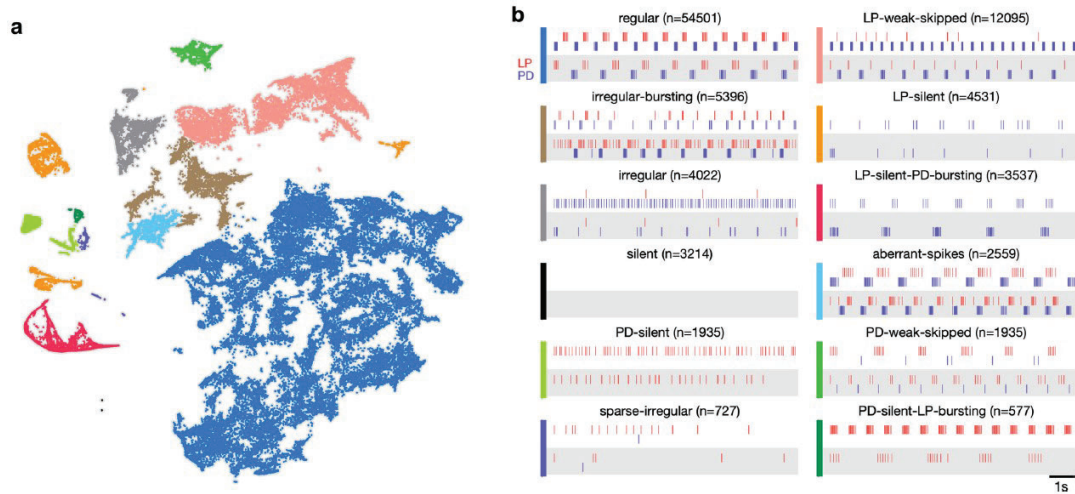 a
b
regular (n=54501)
LP-weak-skipped (n=12095)
LP
PD
irregular-bursting (n=5396)
LP-silent (n=4531)
irregular (n=4022)
LP-silent-PD-bursting (n=3537)
silent (n=3214)
aberrant-spikes (n=2559)
PD-silent (n=1935)
PD-weak-skipped (n=1935)
sparse-irregular (n=727)
PD-silent-LP-bursting (n=577)
1s